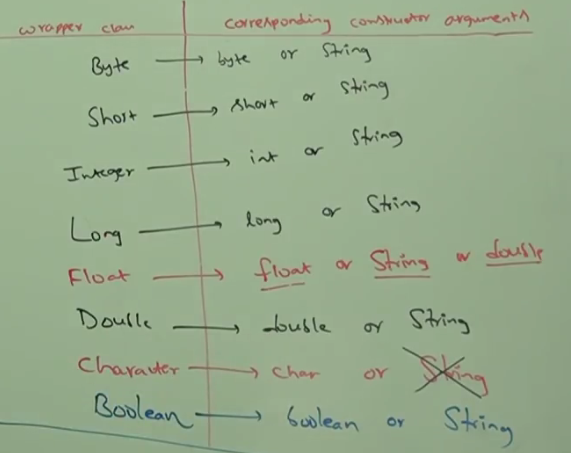 wrapper class corresponding constructor arguments
Byte → byte or String
Short → short or String
Integer → int or String
Long → long or String
Float → float or String or double
Double → double or String
Character → char or String
Boolean → boolean or String